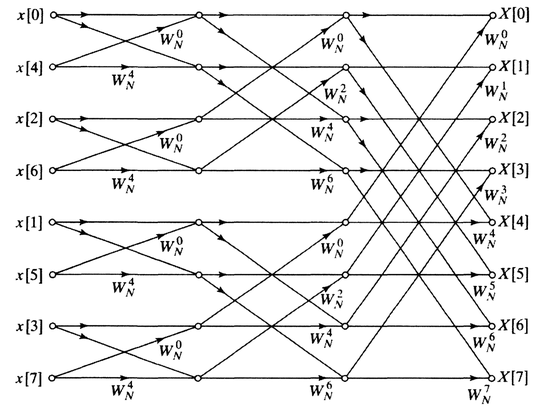 x[0] X[0]
W_N^0 W_N^0 W_N^0
x[4] X[1]
W_N^4 W_N^2 W_N^1
x[2] X[2]
W_N^0 W_N^4 W_N^2
x[6] X[3]
W_N^4 W_N^6 W_N^3
x[1] X[4]
W_N^0 W_N^0 W_N^4
x[5] X[5]
W_N^4 W_N^2 W_N^5
x[3] X[6]
W_N^0 W_N^4 W_N^6
x[7] X[7]
W_N^4 W_N^6 W_N^7